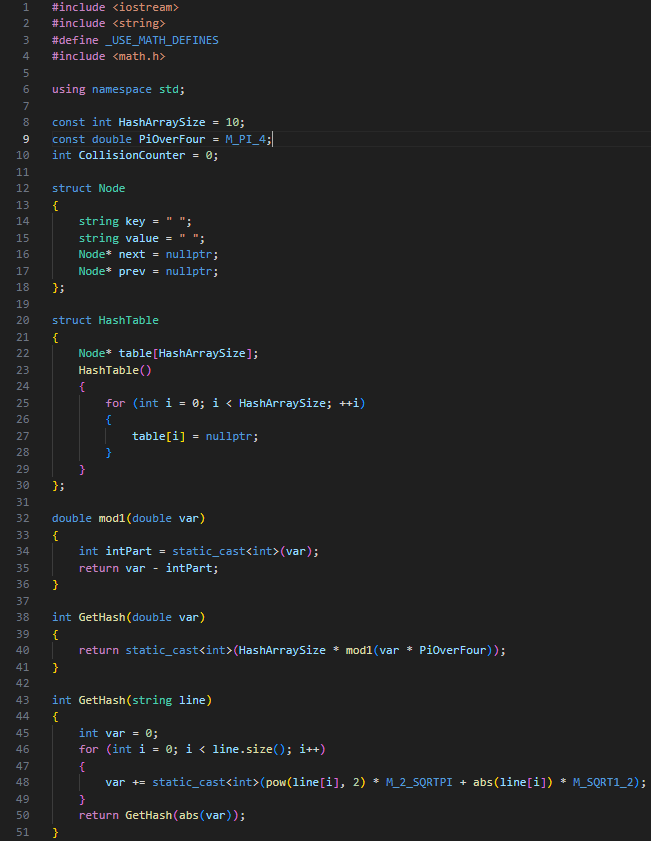 1 #include <iostream>
2 #include <string>
3 #define _USE_MATH_DEFINES
4 #include <math.h>
5
6 using namespace std;
7
8 const int HashArraySize = 10;
9 const double PiOverFour = M_PI_4;
10 int CollisionCounter = 0;
11
12 struct Node
13 {
14     string key = " ";
15     string value = " ";
16     Node* next = nullptr;
17     Node* prev = nullptr;
18 };
19
20 struct HashTable
21 {
22     Node* table[HashArraySize];
23     HashTable()
24     {
25         for (int i = 0; i < HashArraySize; ++i)
26         {
27             table[i] = nullptr;
28         }
29     }
30 };
31
32 double mod1(double var)
33 {
34     int intPart = static_cast<int>(var);
35     return var - intPart;
36 }
37
38 int GetHash(double var)
39 {
40     return static_cast<int>(HashArraySize * mod1(var * PiOverFour));
41 }
42
43 int GetHash(string line)
44 {
45     int var = 0;
46     for (int i = 0; i < line.size(); i++)
47     {
48         var += static_cast<int>(pow(line[i], 2) * M_2_SQRTPI + abs(line[i]) * M_SQRT1_2);
49     }
50     return GetHash(abs(var));
51 }